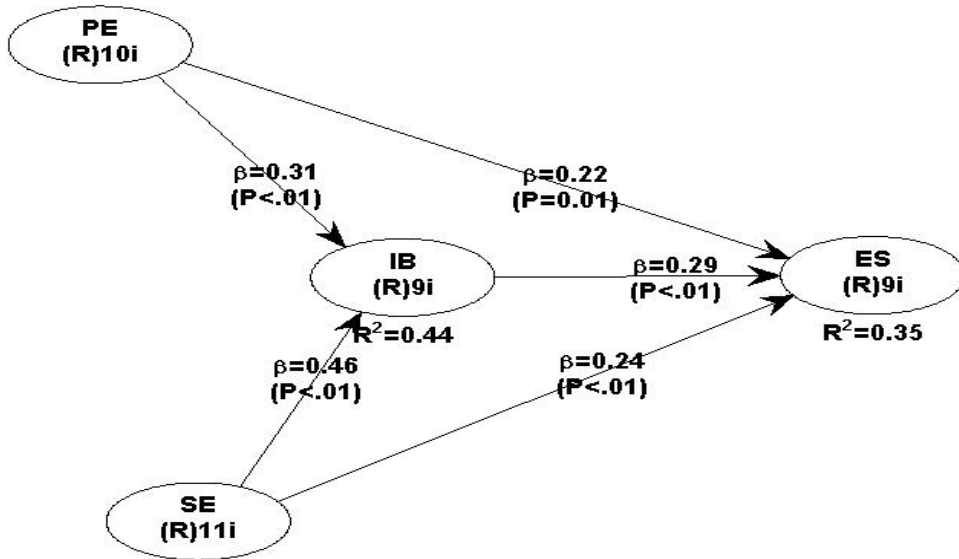 PE
(R)10i
β=0.31
(P<.01)
β=0.22
(P=0.01)
IB
(R)9i
R²=0.44
β=0.29
(P<.01)
ES
(R)9i
R²=0.35
β=0.46
(P<.01)
β=0.24
(P<.01)
SE
(R)11i